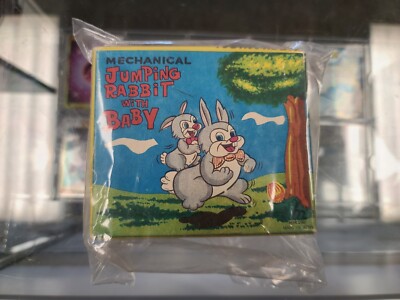 MECHANICAL
JUMPING
RABBIT
WITH
BABY